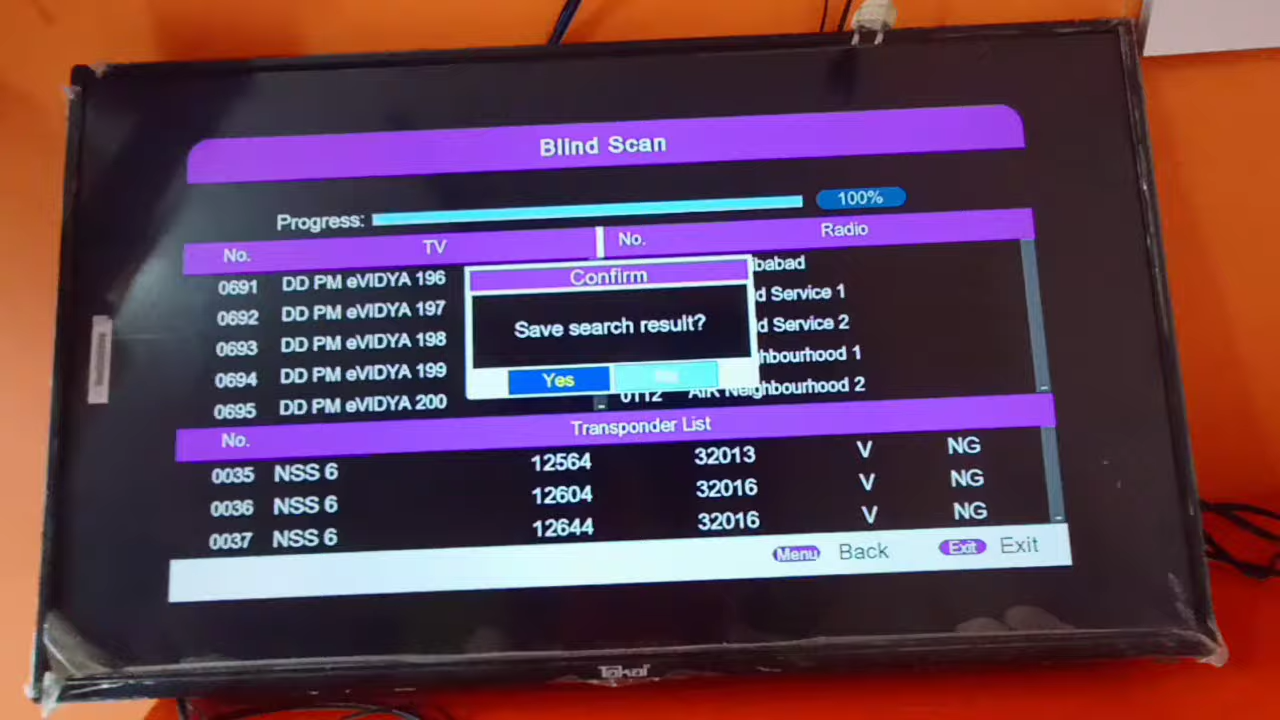 Blind Scan
Progress: 100%
No. TV No. Radio
0691 DD PM eVIDYA 196
0692 DD PM eVIDYA 197
0693 DD PM eVIDYA 198
0694 DD PM eVIDYA 199
0695 DD PM eVIDYA 200
d Service 1
d Service 2
hbourhood 1
0112 AIR Neighbourhood 2
Confirm
Save search result?
Yes
No. Transponder List
0035 NSS 6 12564 32013 V NG
0036 NSS 6 12604 32016 V NG
0037 NSS 6 12644 32016 V NG
Menu Back Exit Exit